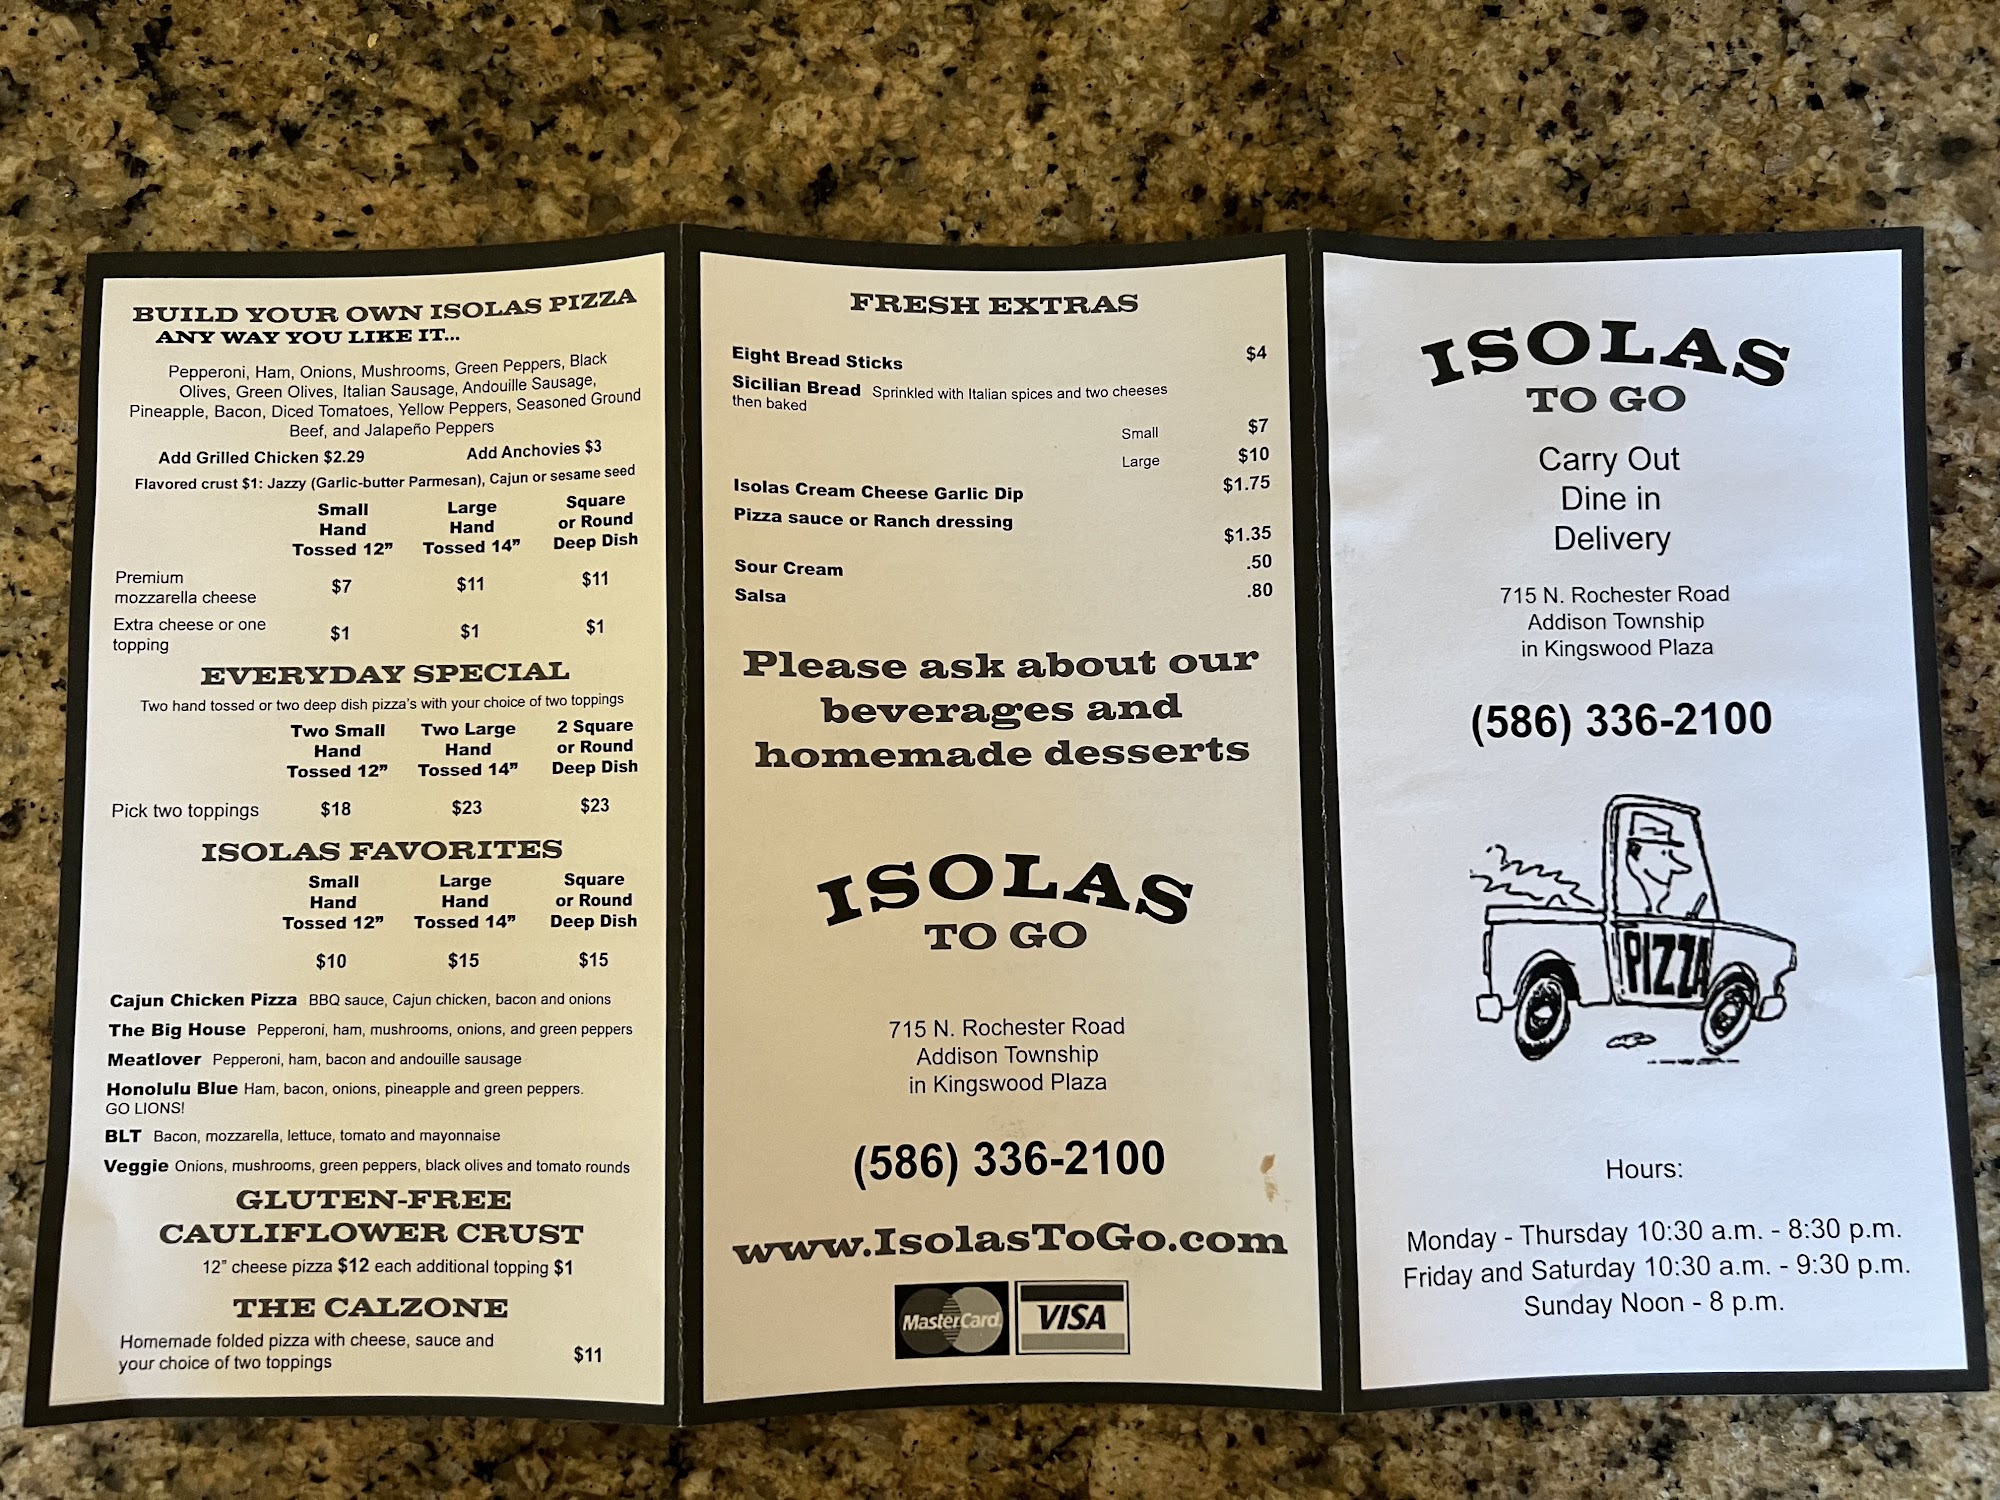 BUILD YOUR OWN ISOLAS PIZZA
ANY WAY YOU LIKE IT...
Pepperoni, Ham, Onions, Mushrooms, Green Peppers, Black
Olives, Green Olives, Italian Sausage, Andouille Sausage,
Pineapple, Bacon, Diced Tomatoes, Yellow Peppers, Seasoned Ground
Beef, and Jalapeño Peppers
Add Grilled Chicken $2.29 Add Anchovies $3
Flavored crust $1: Jazzy (Garlic-butter Parmesan), Cajun or sesame seed
Small Large Square
Hand Hand or Round
Tossed 12” Tossed 14” Deep Dish
Premium
mozzarella cheese $7 $11 $11
Extra cheese or one
topping $1 $1 $1
EVERYDAY SPECIAL
Two hand tossed or two deep dish pizza’s with your choice of two toppings
Two Small Two Large 2 Square
Hand Hand or Round
Tossed 12” Tossed 14” Deep Dish
Pick two toppings $18 $23 $23
ISOLAS FAVORITES
Small Large Square
Hand Hand or Round
Tossed 12” Tossed 14” Deep Dish
$10 $15 $15
Cajun Chicken Pizza BBQ sauce, Cajun chicken, bacon and onions
The Big House Pepperoni, ham, mushrooms, onions, and green peppers
Meatlover Pepperoni, ham, bacon and andouille sausage
Honolulu Blue Ham, bacon, onions, pineapple and green peppers.
GO LIONS!
BLT Bacon, mozzarella, lettuce, tomato and mayonnaise
Veggie Onions, mushrooms, green peppers, black olives and tomato rounds
GLUTEN-FREE
CAULIFLOWER CRUST
12” cheese pizza $12 each additional topping $1
THE CALZONE
Homemade folded pizza with cheese, sauce and
your choice of two toppings $11
FRESH EXTRAS
Eight Bread Sticks $4
Sicilian Bread Sprinkled with Italian spices and two cheeses
then baked
Small $7
Large $10
Isolas Cream Cheese Garlic Dip $1.75
Pizza sauce or Ranch dressing
$1.35
Sour Cream .50
Salsa .80
Please ask about our
beverages and
homemade desserts
ISOLAS
TO GO
715 N. Rochester Road
Addison Township
in Kingswood Plaza
(586) 336-2100
www.IsolasToGo.com
MasterCard VISA
ISOLAS
TO GO
Carry Out
Dine in
Delivery
715 N. Rochester Road
Addison Township
in Kingswood Plaza
(586) 336-2100
PIZZA
Hours:
Monday - Thursday 10:30 a.m. - 8:30 p.m.
Friday and Saturday 10:30 a.m. - 9:30 p.m.
Sunday Noon - 8 p.m.